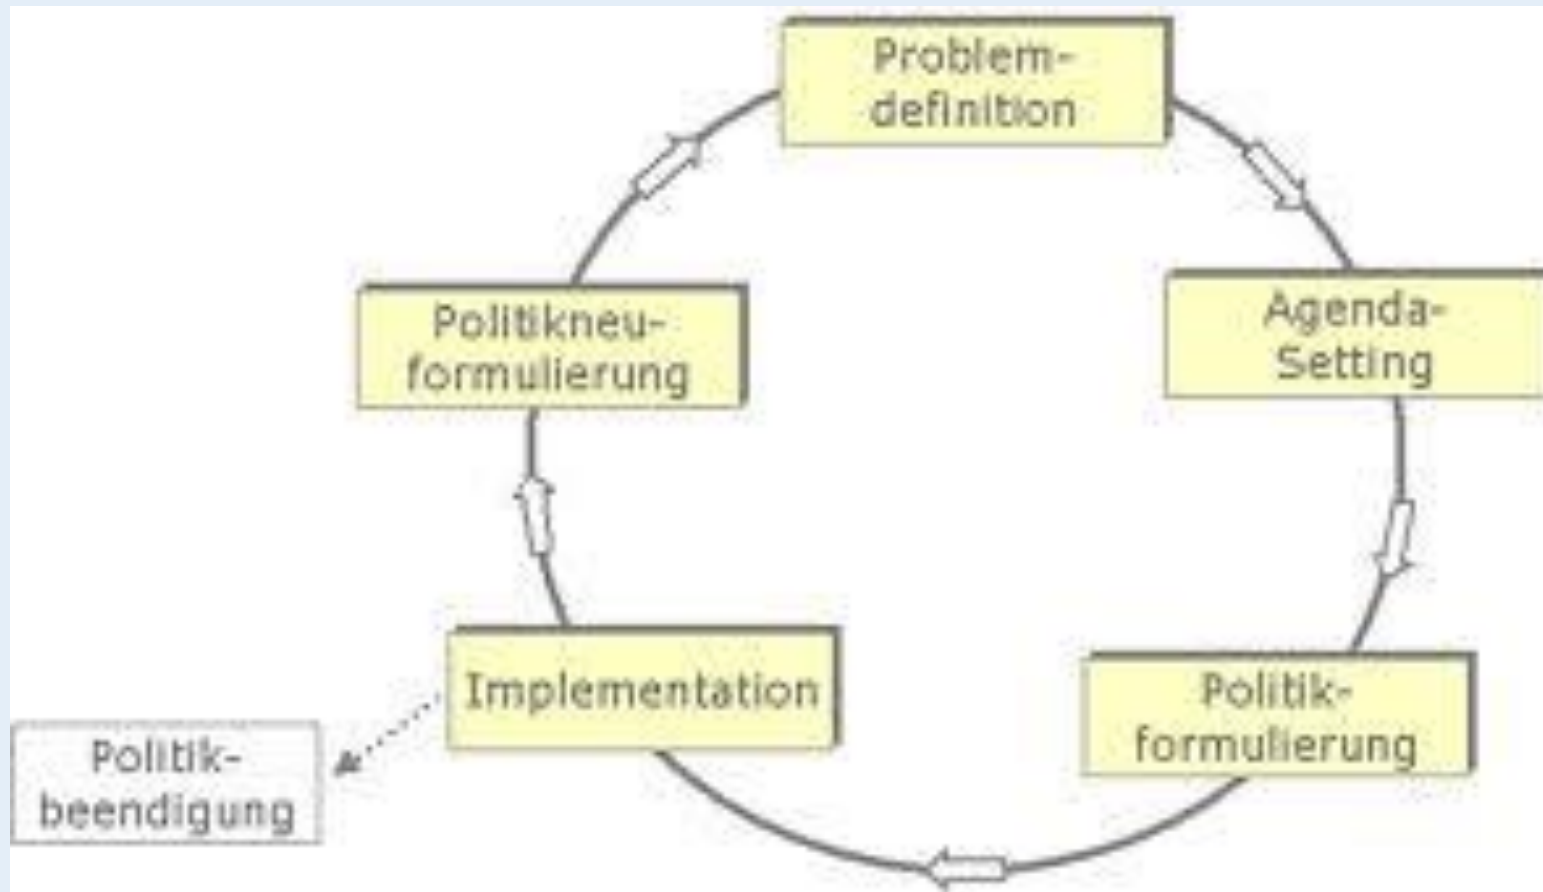 Problem-
definition
Agenda-
Setting
Politik-
formulierung
Implementation
Politik-
beendigung
Politikneu-
formulierung